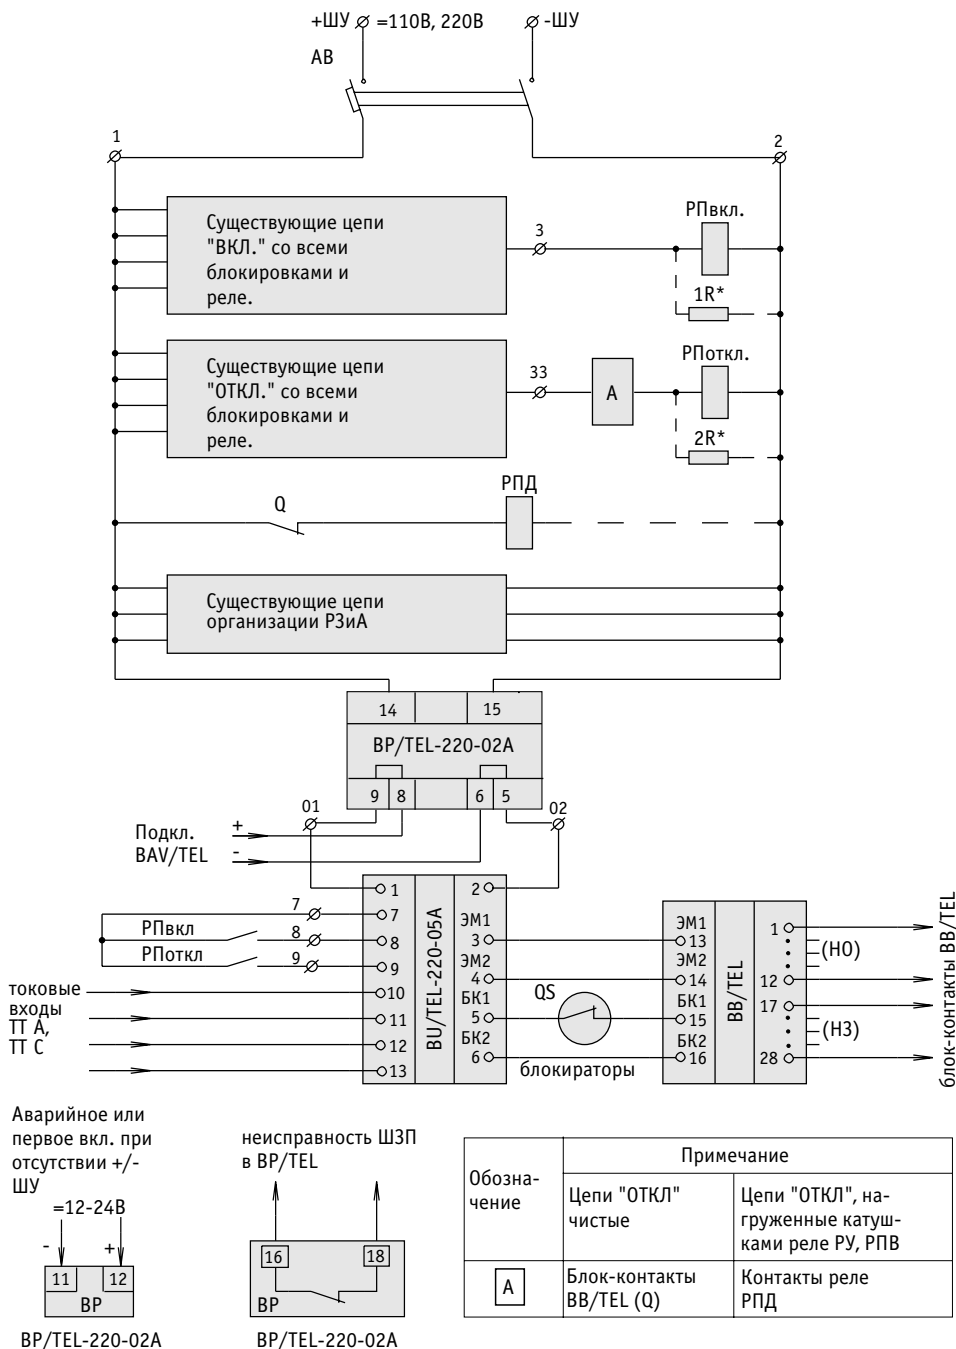 +ШУ =110В, 220В -ШУ
АВ
1
2
Существующие цепи
"ВКЛ." со всеми
блокировками и
реле.
3
РПвкл.
1R*
Существующие цепи
"ОТКЛ." со всеми
блокировками и
реле.
33
А
РПоткл.
2R*
Q
РПД
Существующие цепи
организации РЗиА
14 15
BP/TEL-220-02A
9 8 6 5
01
02
Подкл. +
BAV/TEL -
1 2
7 7
РПвкл 8 8
РПоткл 9 9
токовые
входы
ТТ А,
ТТ С
10
11
12
13
BU/TEL-220-05A
ЭМ1
3
ЭМ2
4
БК1
5
БК2
6
QS
блокираторы
ЭМ1
13
ЭМ2
14
БК1
15
БК2
16
BB/TEL
1
(НО)
12
17
(НЗ)
28
блок-контакты BB/TEL
Аварийное или
первое вкл. при
отсутствии +/-
ШУ
=12-24В
- +
11 12
BP
BP/TEL-220-02A
неисправность ШЗП
в BP/TEL
16 18
BP
BP/TEL-220-02A
Обозна-
чение
Примечание
Цепи "ОТКЛ"
чистые
Цепи "ОТКЛ", на-
груженные катуш-
ками реле РУ, РПВ
А
Блок-контакты
BB/TEL (Q)
Контакты реле
РПД